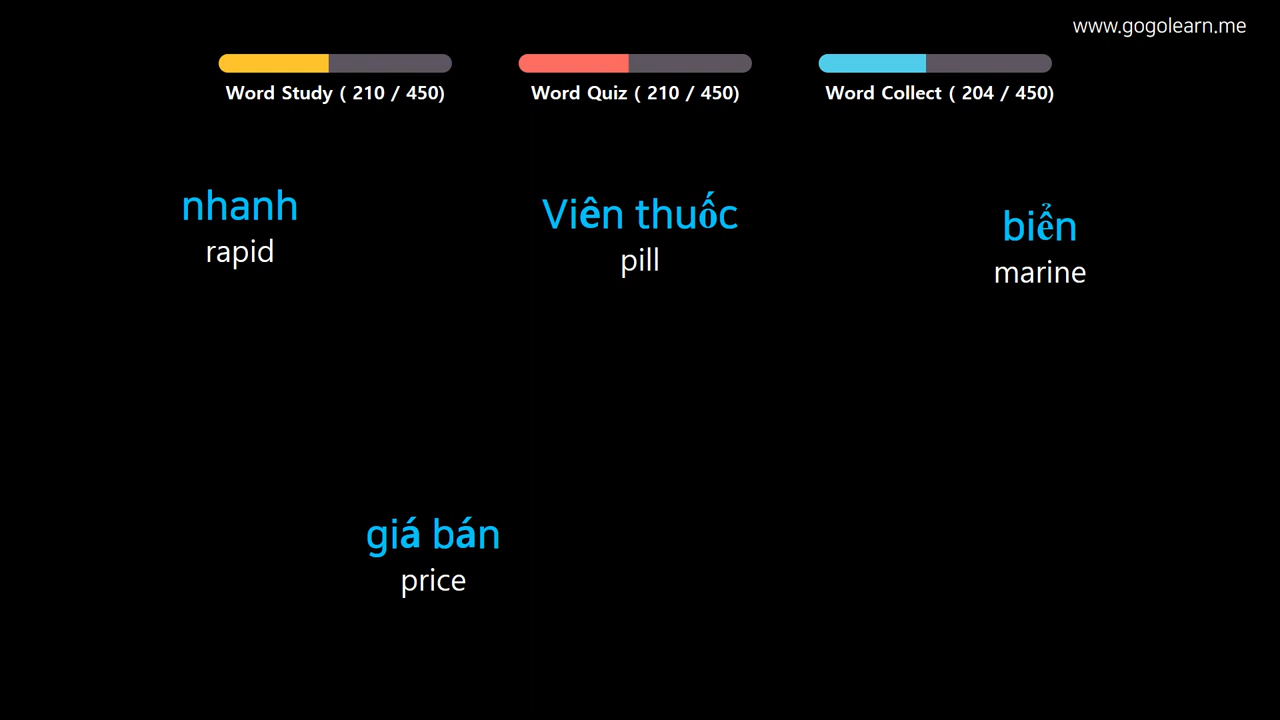 www.gogolearn.me
Word Study ( 210 / 450)
Word Quiz ( 210 / 450)
Word Collect ( 204 / 450)
nhanh
rapid
Viên thuốc
pill
biển
marine
giá bán
price